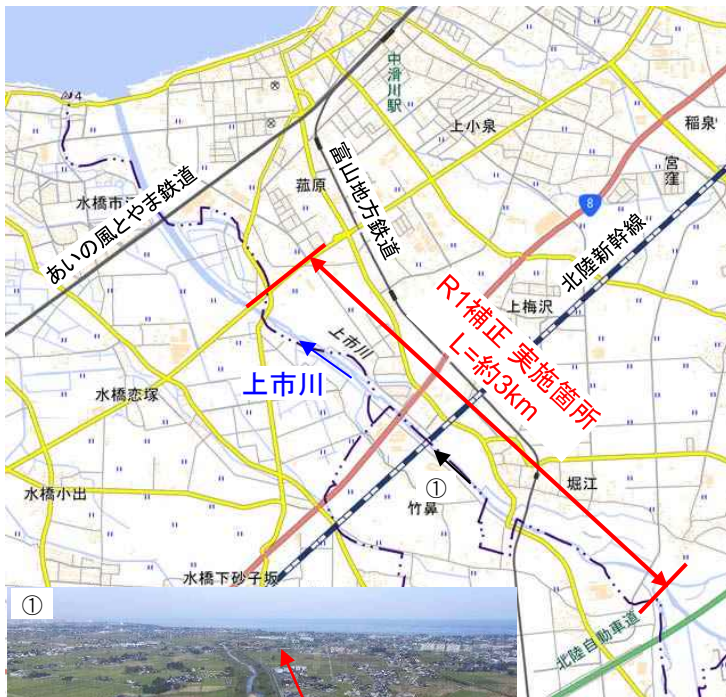 中滑川駅
上小泉
稲泉
宮窪
菰原
あいの風とやま鉄道
富山地方鉄道
8
北陸新幹線
上梅沢
R1補正 実施箇所
L=約3km
上市川
上市川
水橋恋塚
①
竹鼻
堀江
水橋小出
水橋下砂子坂
北陸自動車道
①